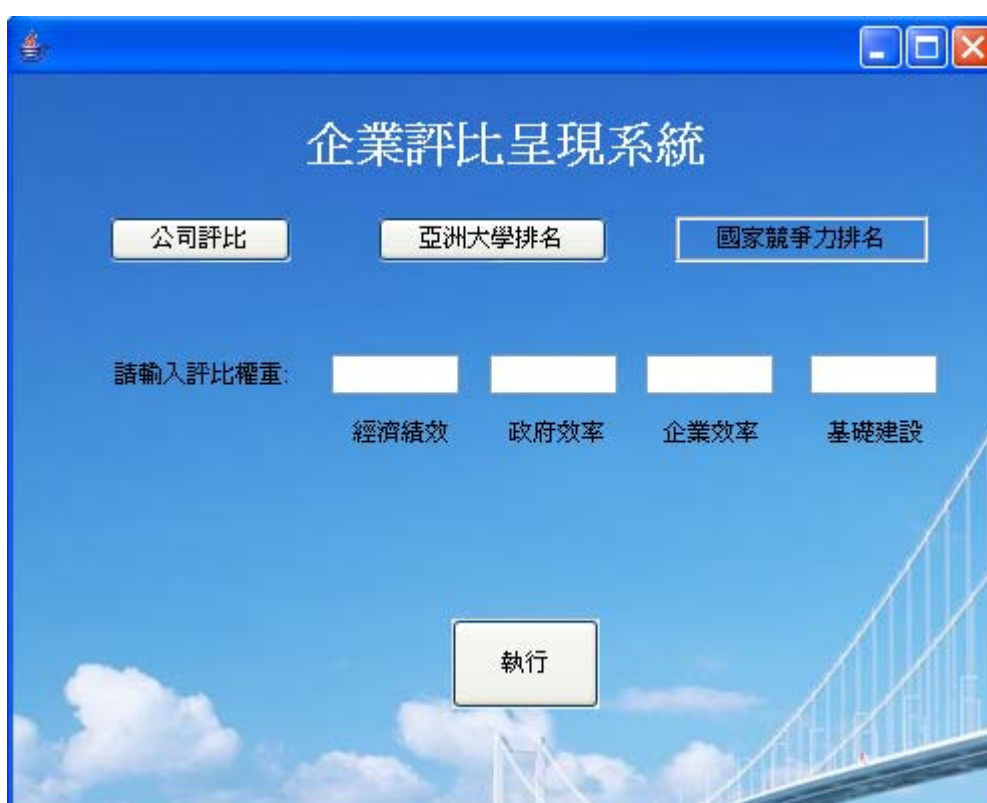 企業評比呈現系統
公司評比 亞洲大學排名 國家競爭力排名
請輸入評比權重:
經濟績效 政府效率 企業效率 基礎建設
執行